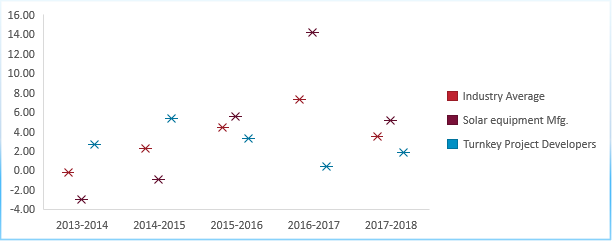 16.00
14.00
12.00
10.00
8.00
6.00
4.00
2.00
0.00
-2.00
-4.00
2013-2014 2014-2015 2015-2016 2016-2017 2017-2018
Industry Average
Solar equipment Mfg.
Turnkey Project Developers